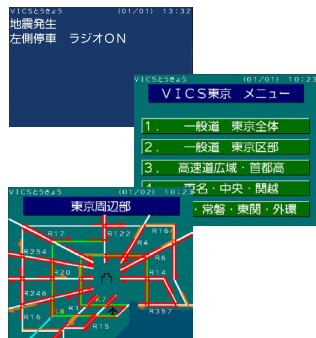 VICSとうきょう (01/01) 13:32
地震発生
左側停車 ラジオON
VICSとうきょう (01/01) 10:23
VICS東京 メニュー
1. 一般道 東京全体
2. 一般道 東京区部
3. 高速道広域・首都高
4. 東名・中央・関越
・常磐・東関・外環
VICSとうきょう (01/02) 10:23
東京周辺部
R17
R122
R16
R254
R4
R6
R20
R14
R246
R16
R8
R1
R7
R15
R357